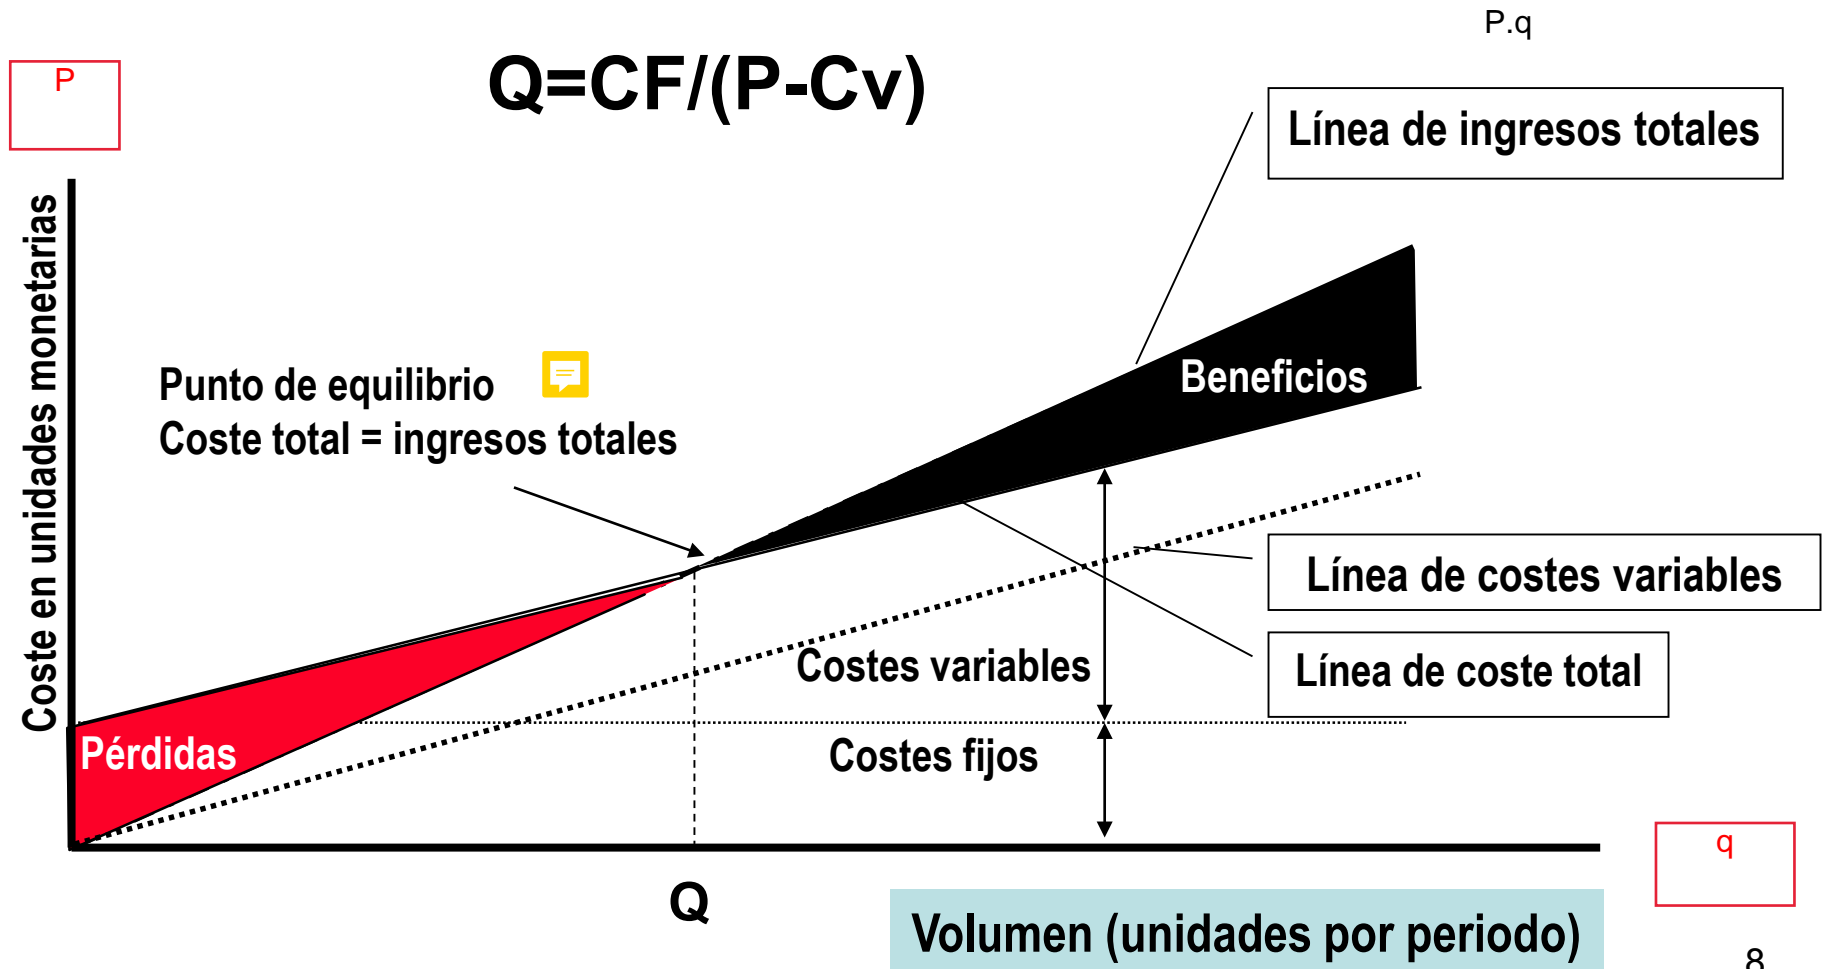 P.q
P
Q=CF/(P-Cv)
Línea de ingresos totales
Coste en unidades monetarias
Punto de equilibrio
Coste total = ingresos totales
Beneficios
Línea de costes variables
Costes variables
Línea de coste total
Pérdidas
Costes fijos
q
Q
Volumen (unidades por periodo)
8